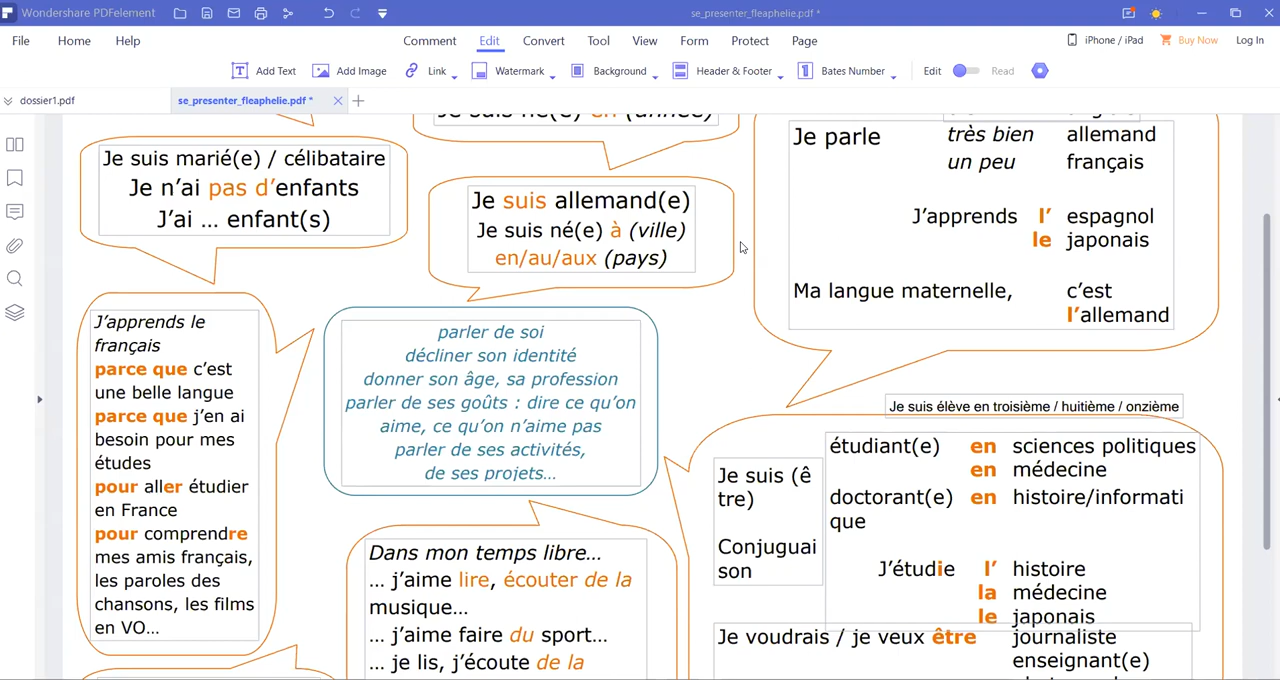 Wondershare PDFelement
se_presenter_fleaphelie.pdf *
File Home Help
Comment Edit Convert Tool View Form Protect Page
iPhone / iPad Buy Now Log In
Add Text Add Image Link Watermark Background Header & Footer Bates Number Edit Read
dossier1.pdf
se_presenter_fleaphelie.pdf *
Je suis marié(e) / célibataire
Je n’ai pas d’enfants
J’ai … enfant(s)
Je suis né(e) en (année)
Je suis allemand(e)
Je suis né(e) à (ville)
en/au/aux (pays)
Je parle
très bien allemand
un peu français
J’apprends l’ espagnol
le japonais
Ma langue maternelle, c’est
l’allemand
J’apprends le
français
parce que c’est
une belle langue
parce que j’en ai
besoin pour mes
études
pour aller étudier
en France
pour comprendre
mes amis français,
les paroles des
chansons, les films
en VO…
parler de soi
décliner son identité
donner son âge, sa profession
parler de ses goûts : dire ce qu’on
aime, ce qu’on n’aime pas
parler de ses activités,
de ses projets…
Je suis élève en troisième / huitième / onzième
Je suis (ê
tre)
Conjuguai
son
étudiant(e) en sciences politiques
en médecine
doctorant(e) en histoire/informati
que
J’étudie l’ histoire
la médecine
le japonais
Je voudrais / je veux être journaliste
enseignant(e)
Dans mon temps libre…
… j’aime lire, écouter de la
musique…
… j’aime faire du sport…
… je lis, j’écoute de la